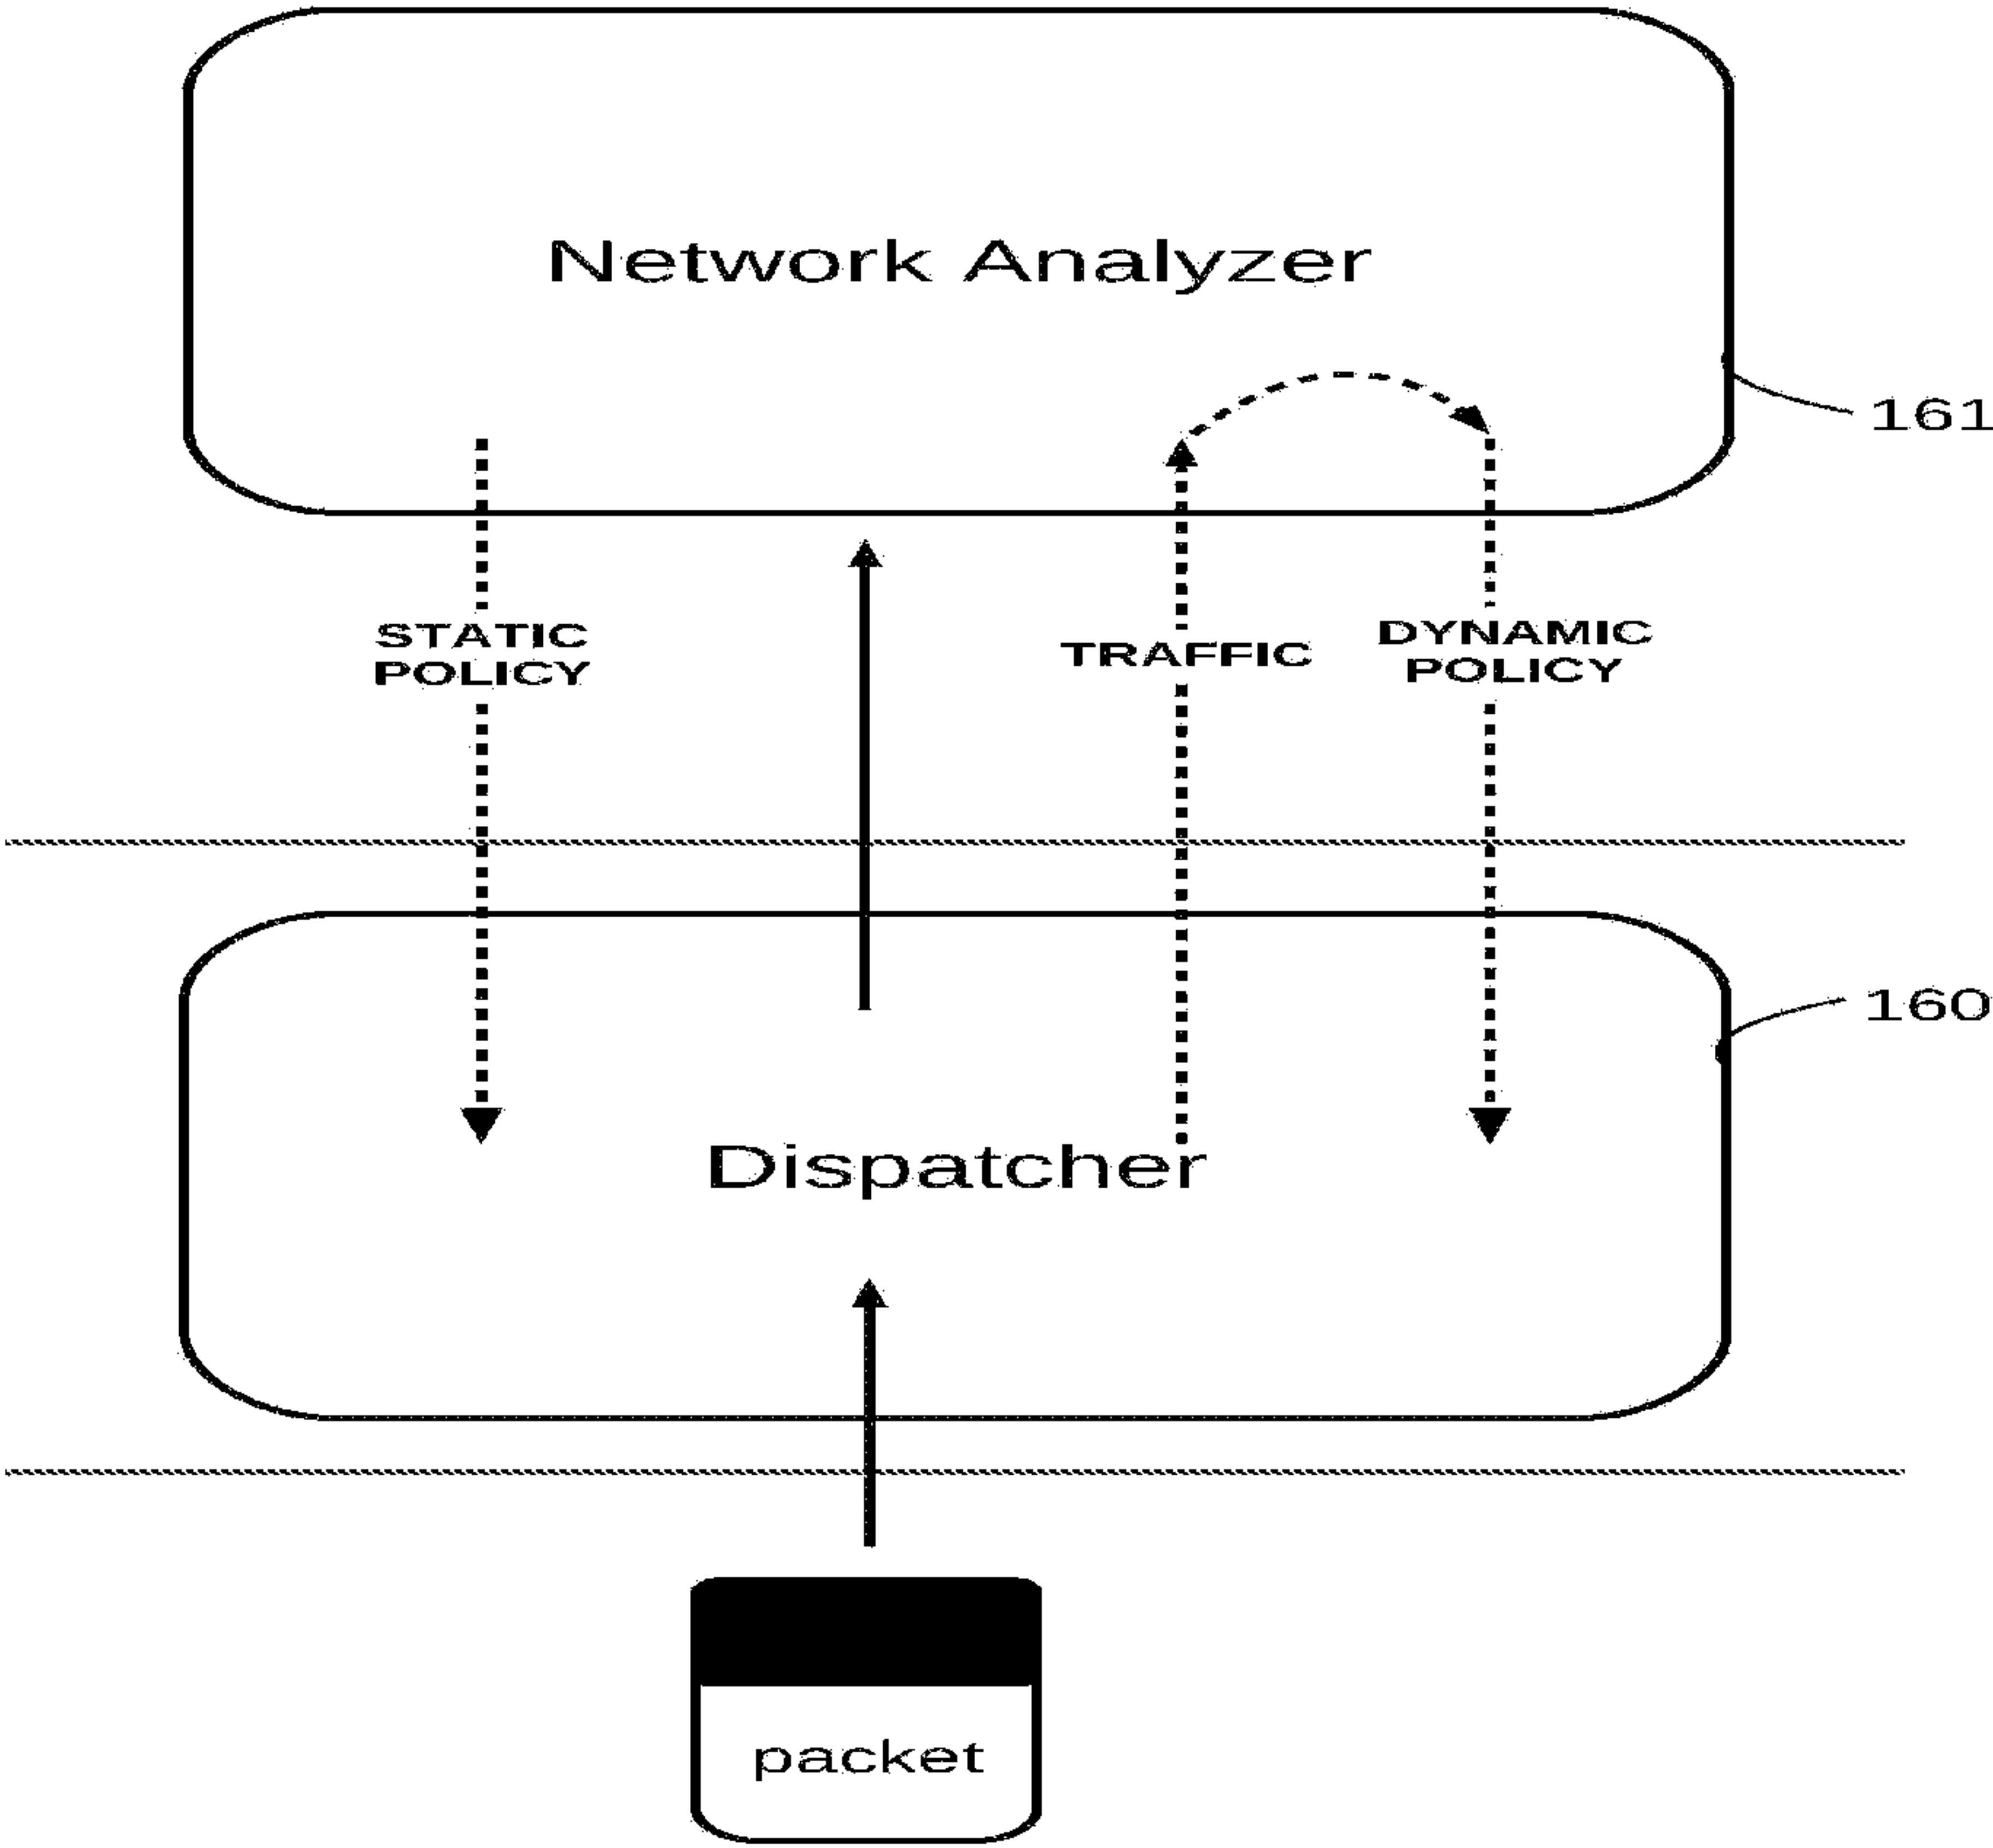 Network Analyzer
161
STATIC
POLICY
TRAFFIC
DYNAMIC
POLICY
160
Dispatcher
packet